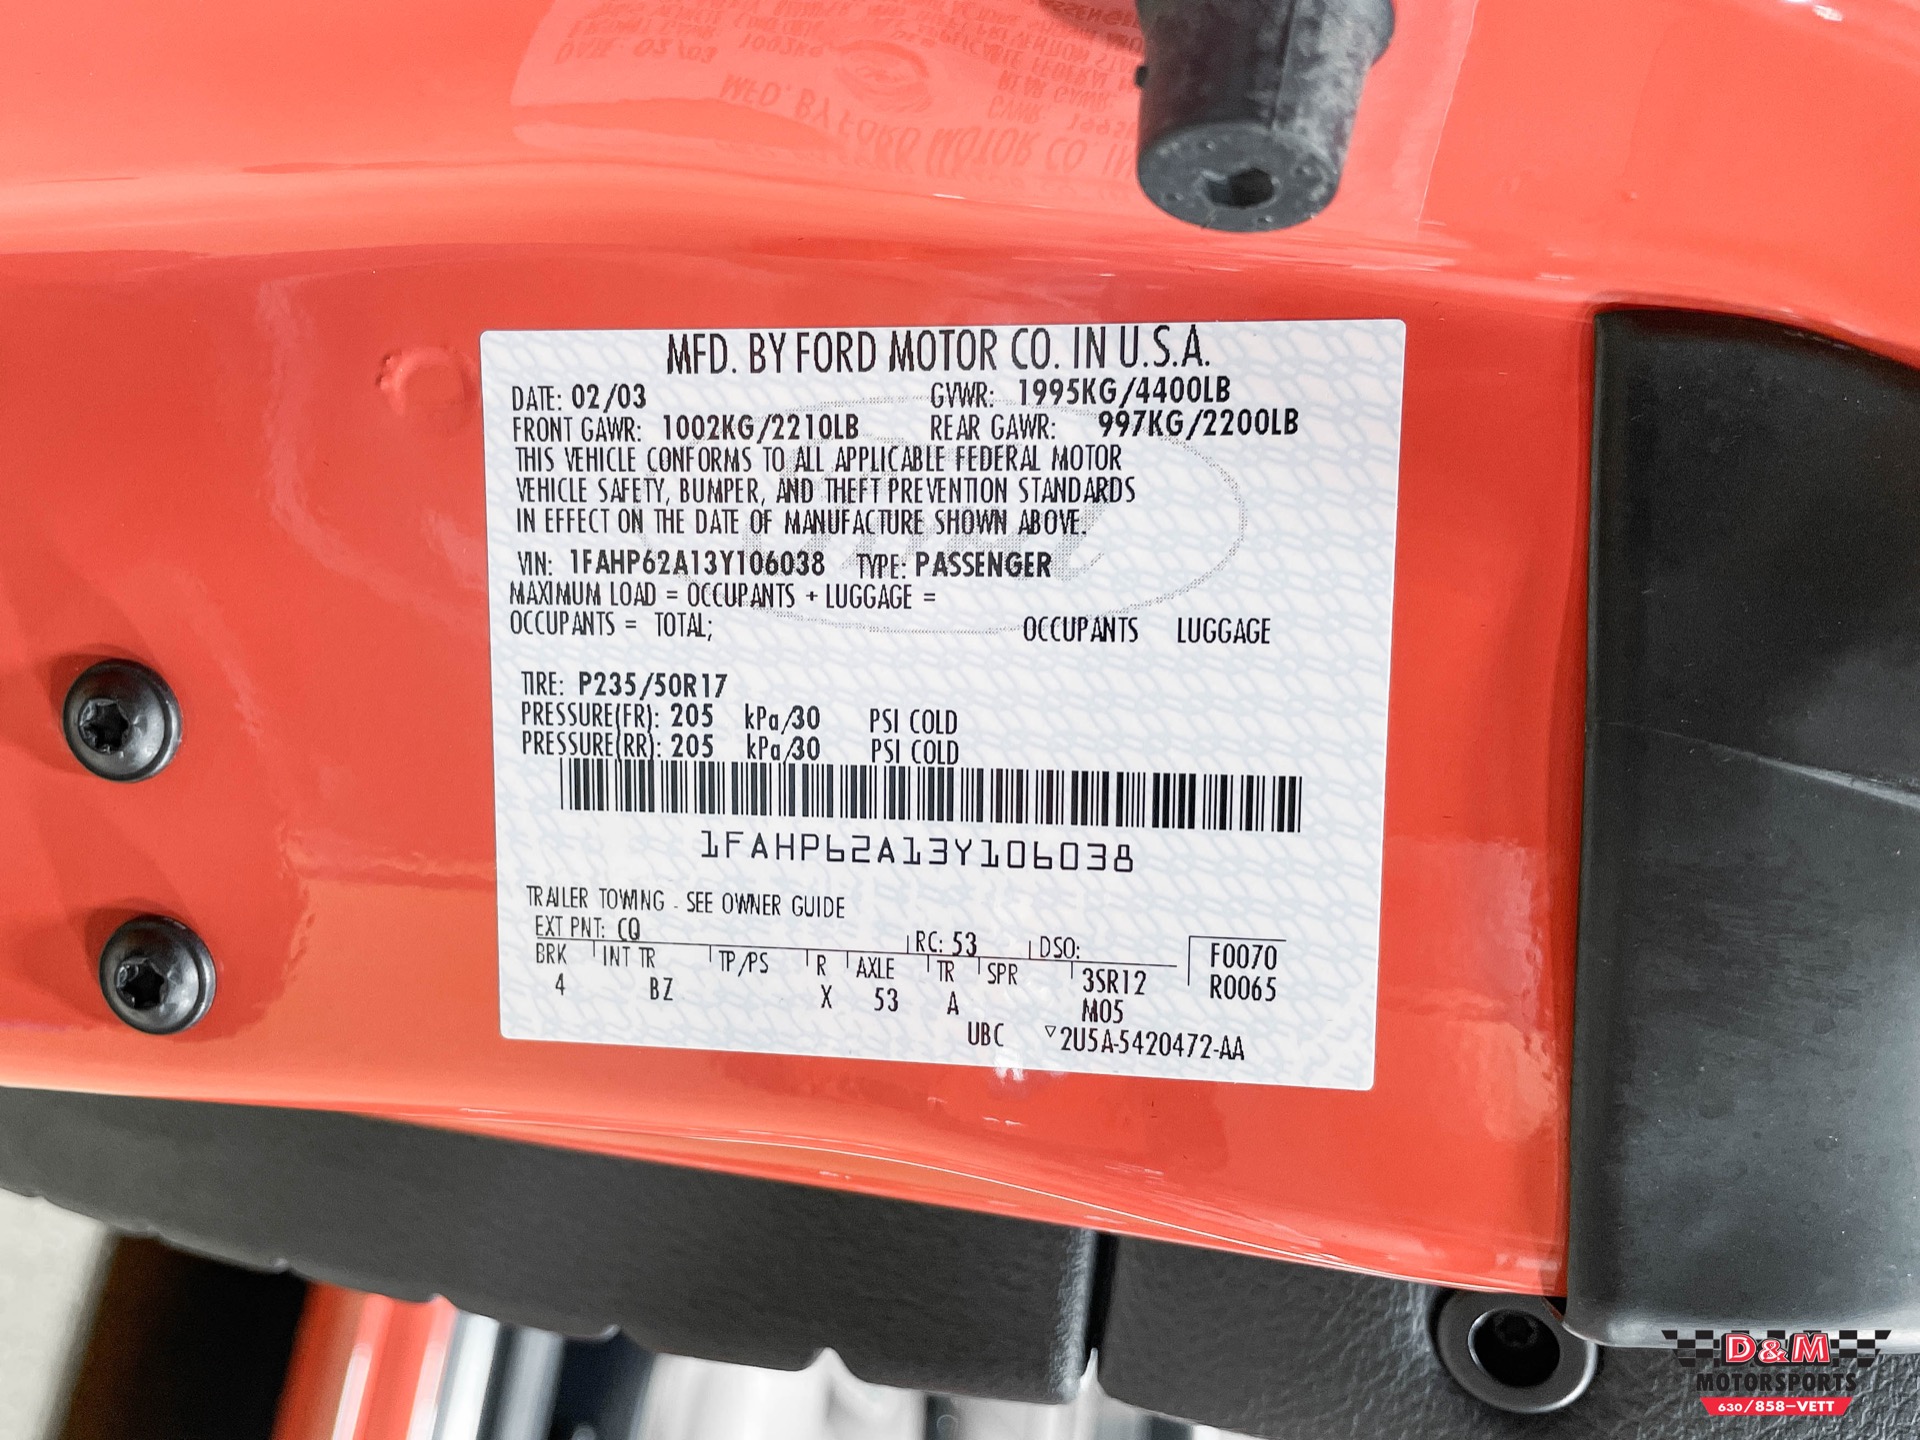 MFD. BY FORD MOTOR CO. IN U.S.A.
DATE: 02/03 GVWR: 1995KG/4400LB
FRONT GAWR: 1002KG/2210LB REAR GAWR: 997KG/2200LB
THIS VEHICLE CONFORMS TO ALL APPLICABLE FEDERAL MOTOR
VEHICLE SAFETY, BUMPER, AND THEFT PREVENTION STANDARDS
IN EFFECT ON THE DATE OF MANUFACTURE SHOWN ABOVE.
VIN: 1FAHP62A13Y106038 TYPE: PASSENGER
MAXIMUM LOAD = OCCUPANTS + LUGGAGE =
OCCUPANTS = TOTAL; OCCUPANTS LUGGAGE
TIRE: P235/50R17
PRESSURE(FR): 205 kPa/30 PSI COLD
PRESSURE(RR): 205 kPa/30 PSI COLD
1FAHP62A13Y106038
TRAILER TOWING - SEE OWNER GUIDE
EXT PNT: CQ RC: 53 DSO: F0070
BRK INT TR TP/PS R AXLE TR SPR 3SR12 R0065
4 BZ X 53 A M05
UBC ▽2U5A-5420472-AA
D&M
MOTORSPORTS
630/858-VETT